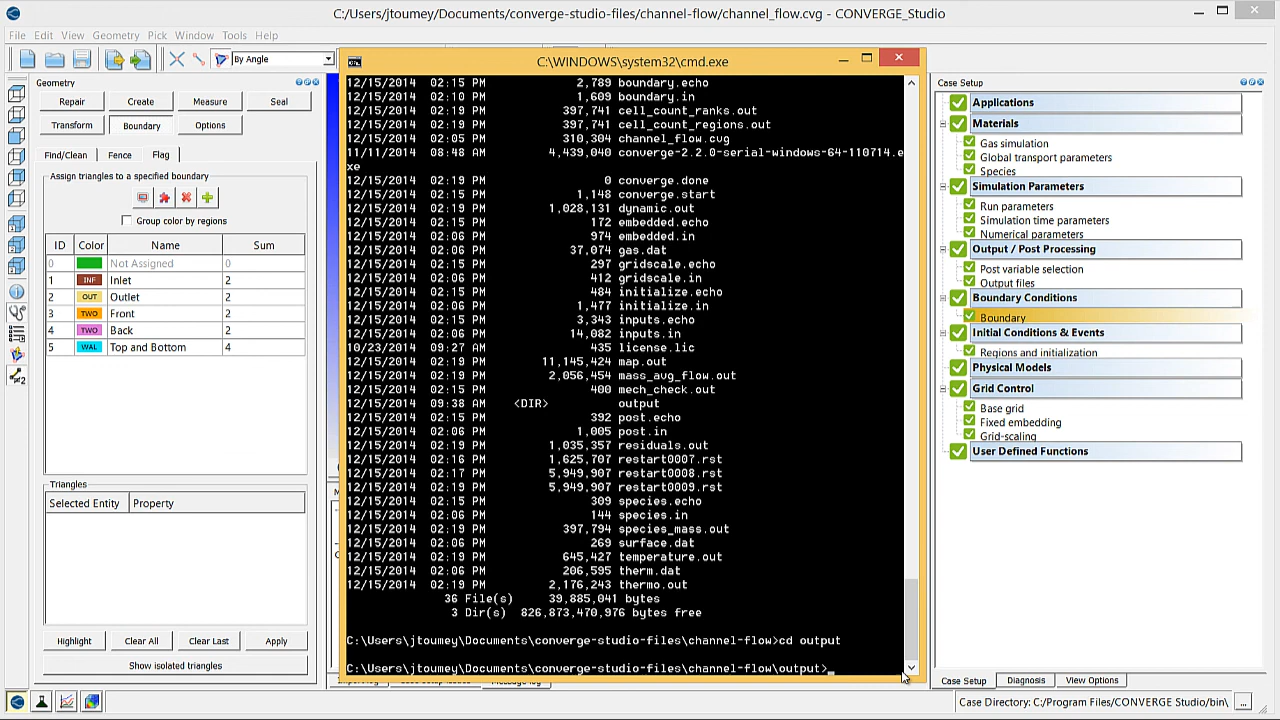 C:/Users/jtoumey/Documents/converge-studio-files/channel-flow/channel_flow.cvg - CONVERGE_Studio
File Edit View Geometry Pick Window Tools Help
By Angle
Geometry
Repair Create Measure Seal
Transform Boundary Options
Find/Clean Fence Flag
Assign triangles to a specified boundary
Group color by regions
ID Color Name Sum
0 Not Assigned 0
1 INF Inlet 2
2 OUT Outlet 2
3 TWO Front 2
4 TWO Back 2
5 WAL Top and Bottom 4
Triangles
Selected Entity Property
Highlight Clear All Clear Last Apply
Show isolated triangles
C:\WINDOWS\system32\cmd.exe
12/15/2014 02:15 PM 2,789 boundary.echo
12/15/2014 02:10 PM 1,609 boundary.in
12/15/2014 02:19 PM 397,741 cell_count_ranks.out
12/15/2014 02:19 PM 397,741 cell_count_regions.out
12/15/2014 02:05 PM 310,304 channel_flow.cvg
11/11/2014 08:48 AM 4,439,040 converge-2.2.0-serial-windows-64-110714.e
xe
12/15/2014 02:19 PM 0 converge.done
12/15/2014 02:15 PM 1,148 converge.start
12/15/2014 02:19 PM 1,028,131 dynamic.out
12/15/2014 02:15 PM 172 embedded.echo
12/15/2014 02:06 PM 974 embedded.in
12/15/2014 02:06 PM 37,074 gas.dat
12/15/2014 02:15 PM 297 gridscale.echo
12/15/2014 02:06 PM 412 gridscale.in
12/15/2014 02:15 PM 484 initialize.echo
12/15/2014 02:06 PM 1,477 initialize.in
12/15/2014 02:15 PM 3,343 inputs.echo
12/15/2014 02:06 PM 14,082 inputs.in
10/23/2014 09:27 AM 435 license.lic
12/15/2014 02:19 PM 11,145,424 map.out
12/15/2014 02:19 PM 2,056,454 mass_avg_flow.out
12/15/2014 02:15 PM 400 mech_check.out
12/15/2014 09:38 AM <DIR> output
12/15/2014 02:15 PM 392 post.echo
12/15/2014 02:06 PM 1,005 post.in
12/15/2014 02:19 PM 1,035,357 residuals.out
12/15/2014 02:16 PM 1,625,707 restart0007.rst
12/15/2014 02:17 PM 5,949,907 restart0008.rst
12/15/2014 02:19 PM 5,949,907 restart0009.rst
12/15/2014 02:15 PM 309 species.echo
12/15/2014 02:06 PM 144 species.in
12/15/2014 02:19 PM 397,794 species_mass.out
12/15/2014 02:06 PM 269 surface.dat
12/15/2014 02:19 PM 645,427 temperature.out
12/15/2014 02:06 PM 206,595 therm.dat
12/15/2014 02:19 PM 2,176,243 thermo.out
36 File(s) 39,885,041 bytes
3 Dir(s) 826,873,470,976 bytes free
C:\Users\jtoumey\Documents\converge-studio-files\channel-flow>cd output
C:\Users\jtoumey\Documents\converge-studio-files\channel-flow\output>_
Case Setup
Applications
Materials
Gas simulation
Global transport parameters
Species
Simulation Parameters
Run parameters
Simulation time parameters
Numerical parameters
Output / Post Processing
Post variable selection
Output files
Boundary Conditions
Boundary
Initial Conditions & Events
Regions and initialization
Physical Models
Grid Control
Base grid
Fixed embedding
Grid-scaling
User Defined Functions
Case Setup Diagnosis View Options
Case Directory: C:/Program Files/CONVERGE Studio/bin\ ...